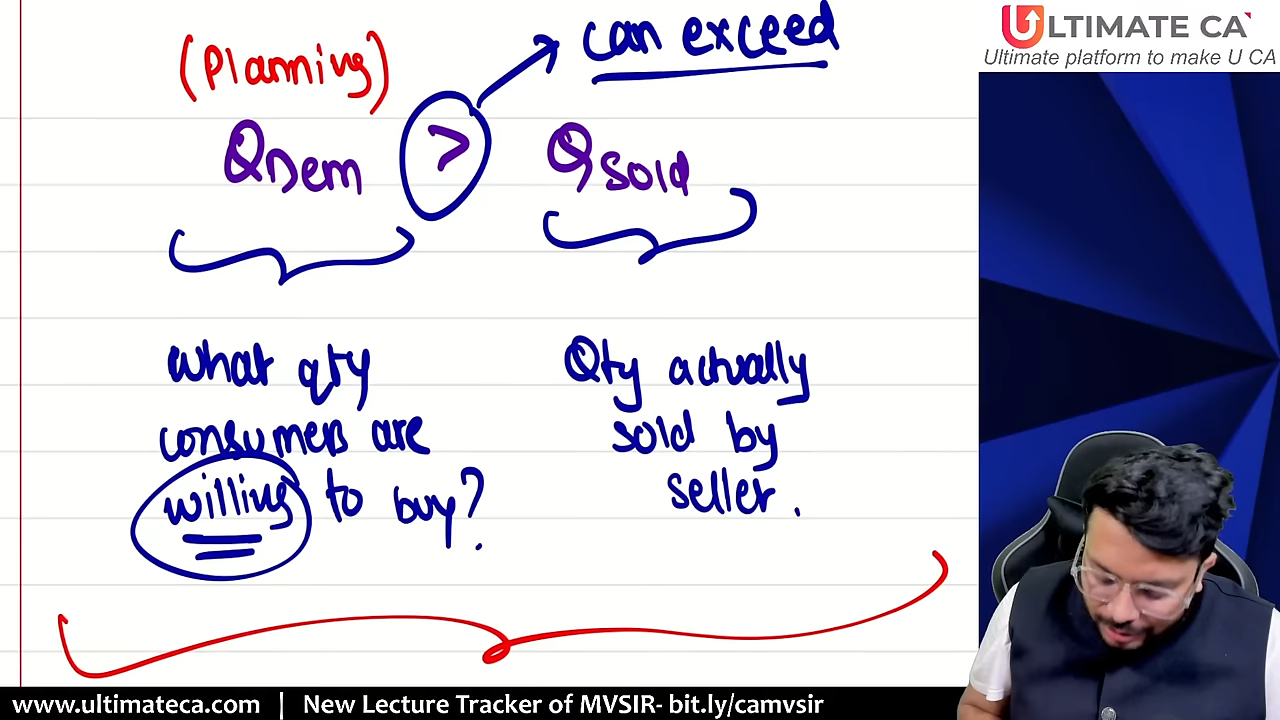 can exceed
ULTIMATE CA
Ultimate platform to make U CA
(Planning)
QDem > Qsold
what qty
consumers are
willing to buy?
Qty actually
sold by
seller.
www.ultimateca.com | New Lecture Tracker of MVSIR- bit.ly/camvsir